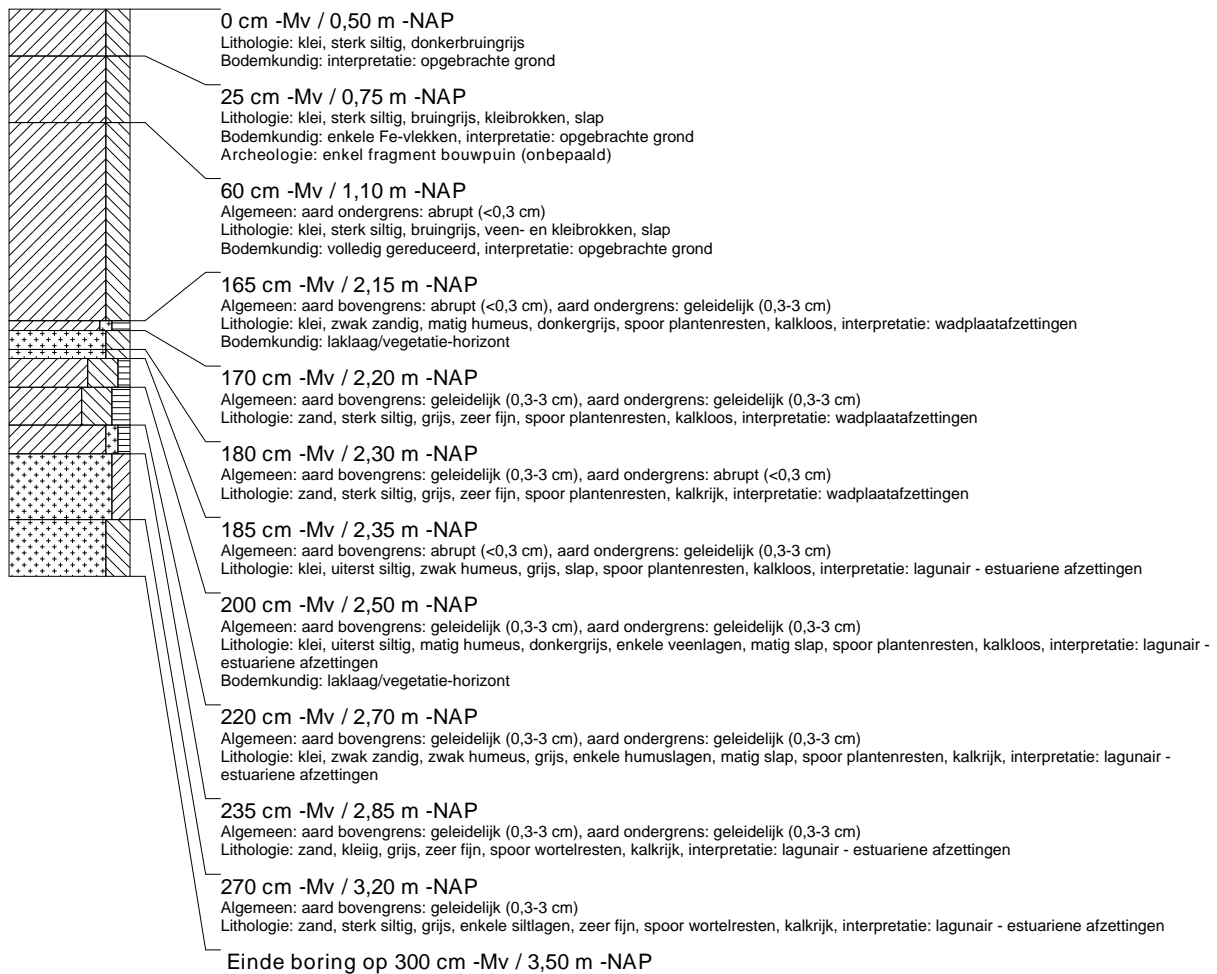 0 cm -Mv / 0,50 m -NAP
Lithologie: klei, sterk siltig, donkerbruingrijs
Bodemkundig: interpretatie: opgebrachte grond
25 cm -Mv / 0,75 m -NAP
Lithologie: klei, sterk siltig, bruingrijs, kleibrokken, slap
Bodemkundig: enkele Fe-vlekken, interpretatie: opgebrachte grond
Archeologie: enkel fragment bouwpuin (onbepaald)
60 cm -Mv / 1,10 m -NAP
Algemeen: aard ondergrens: abrupt (<0,3 cm)
Lithologie: klei, sterk siltig, bruingrijs, veen- en kleibrokken, slap
Bodemkundig: volledig gereduceerd, interpretatie: opgebrachte grond
165 cm -Mv / 2,15 m -NAP
Algemeen: aard bovengrens: abrupt (<0,3 cm), aard ondergrens: geleidelijk (0,3-3 cm)
Lithologie: klei, zwak zandig, matig humeus, donkergrijs, spoor plantenresten, kalkloos, interpretatie: wadplaatafzettingen
Bodemkundig: laklaag/vegetatie-horizont
170 cm -Mv / 2,20 m -NAP
Algemeen: aard bovengrens: geleidelijk (0,3-3 cm), aard ondergrens: geleidelijk (0,3-3 cm)
Lithologie: zand, sterk siltig, grijs, zeer fijn, spoor plantenresten, kalkloos, interpretatie: wadplaatafzettingen
180 cm -Mv / 2,30 m -NAP
Algemeen: aard bovengrens: geleidelijk (0,3-3 cm), aard ondergrens: abrupt (<0,3 cm)
Lithologie: zand, sterk siltig, grijs, zeer fijn, spoor plantenresten, kalkrijk, interpretatie: wadplaatafzettingen
185 cm -Mv / 2,35 m -NAP
Algemeen: aard bovengrens: abrupt (<0,3 cm), aard ondergrens: geleidelijk (0,3-3 cm)
Lithologie: klei, uiterst siltig, zwak humeus, grijs, slap, spoor plantenresten, kalkloos, interpretatie: lagunair - estuariene afzettingen
200 cm -Mv / 2,50 m -NAP
Algemeen: aard bovengrens: geleidelijk (0,3-3 cm), aard ondergrens: geleidelijk (0,3-3 cm)
Lithologie: klei, uiterst siltig, matig humeus, donkergrijs, enkele veenlagen, matig slap, spoor plantenresten, kalkloos, interpretatie: lagunair -
estuariene afzettingen
Bodemkundig: laklaag/vegetatie-horizont
220 cm -Mv / 2,70 m -NAP
Algemeen: aard bovengrens: geleidelijk (0,3-3 cm), aard ondergrens: geleidelijk (0,3-3 cm)
Lithologie: klei, zwak zandig, zwak humeus, grijs, enkele humuslagen, matig slap, spoor plantenresten, kalkrijk, interpretatie: lagunair -
estuariene afzettingen
235 cm -Mv / 2,85 m -NAP
Algemeen: aard bovengrens: geleidelijk (0,3-3 cm), aard ondergrens: geleidelijk (0,3-3 cm)
Lithologie: zand, kleiig, grijs, zeer fijn, spoor wortelresten, kalkrijk, interpretatie: lagunair - estuariene afzettingen
270 cm -Mv / 3,20 m -NAP
Algemeen: aard bovengrens: geleidelijk (0,3-3 cm)
Lithologie: zand, sterk siltig, grijs, enkele siltlagen, zeer fijn, spoor wortelresten, kalkrijk, interpretatie: lagunair - estuariene afzettingen
Einde boring op 300 cm -Mv / 3,50 m -NAP